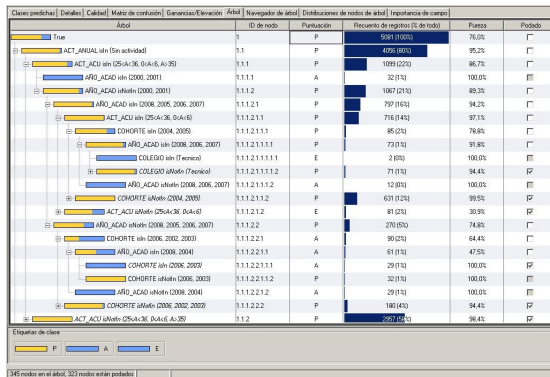 Clases predichas Detalles Calidad Matriz de confusión Ganancias/Elevación Árbol Navegador de árbol Distribuciones de nodos de árbol Importancia de campo
Árbol ID de nodo Puntuación Recuento de registros (% de todo) Pureza Podado
True 1 P 5081 (100%) 76,0%
ACT_ANUAL isIn (Sin actividad) 1.1 P 4056 (80%) 95,2%
ACT_ACU isIn (25<A<36, 0<A<6, A>35) 1.1.1 P 1099 (22%) 86,7%
AÑO_ACAD isIn (2000, 2001) 1.1.1.1 A 32 (1%) 100,0%
AÑO_ACAD isNotIn (2000, 2001) 1.1.1.2 P 1067 (21%) 89,3%
AÑO_ACAD isIn (2008, 2005, 2006, 2007) 1.1.1.2.1 P 797 (16%) 94,2%
ACT_ACU isIn (25<A<36, 0<A<6) 1.1.1.2.1.1 P 716 (14%) 97,1%
COHORTE isIn (2004, 2005) 1.1.1.2.1.1.1 P 85 (2%) 78,8%
AÑO_ACAD isIn (2008, 2006, 2007) 1.1.1.2.1.1.1.1 P 73 (1%) 91,8%
COLEGIO isIn (Tecnico) 1.1.1.2.1.1.1.1.1 E 2 (0%) 100,0%
COLEGIO isNotIn (Tecnico) 1.1.1.2.1.1.1.1.2 P 71 (1%) 94,4%
AÑO_ACAD isNotIn (2008, 2006, 2007) 1.1.1.2.1.1.1.2 A 12 (0%) 100,0%
COHORTE isNotIn (2004, 2005) 1.1.1.2.1.1.2 P 631 (12%) 99,5%
ACT_ACU isNotIn (25<A<36, 0<A<6) 1.1.1.2.1.2 E 81 (2%) 30,9%
AÑO_ACAD isNotIn (2008, 2005, 2006, 2007) 1.1.1.2.2 P 270 (5%) 74,8%
COHORTE isIn (2006, 2002, 2003) 1.1.1.2.2.1 A 90 (2%) 64,4%
AÑO_ACAD isIn (2008, 2004) 1.1.1.2.2.1.1 A 61 (1%) 47,5%
COHORTE isIn (2006, 2003) 1.1.1.2.2.1.1.1 A 29 (1%) 100,0%
COHORTE isNotIn (2006, 2003) 1.1.1.2.2.1.1.2 P 32 (1%) 100,0%
AÑO_ACAD isNotIn (2008, 2004) 1.1.1.2.2.1.2 A 29 (1%) 100,0%
COHORTE isNotIn (2006, 2002, 2003) 1.1.1.2.2.2 P 180 (4%) 94,4%
ACT_ACU isNotIn (25<A<36, 0<A<6, A>35) 1.1.2 P 2957 (58%) 98,4%
Etiquetas de clase
P A E
345 nodos en el árbol, 323 nodos están podados